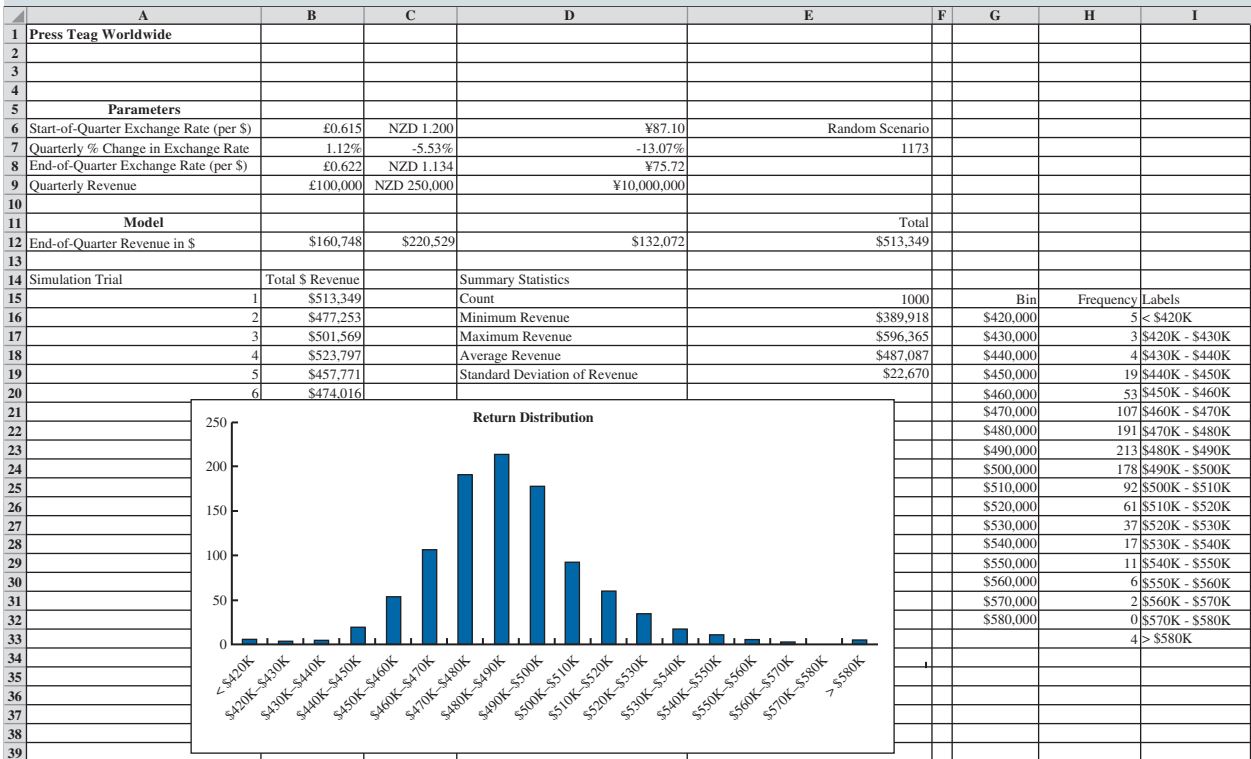 A B C D E F G H I
1 Press Teag Worldwide
2
3
4
5 Parameters
6 Start-of-Quarter Exchange Rate (per $) £0.615 NZD 1.200 ¥87.10 Random Scenario
7 Quarterly % Change in Exchange Rate 1.12% -5.53% -13.07% 1173
8 End-of-Quarter Exchange Rate (per $) £0.622 NZD 1.134 ¥75.72
9 Quarterly Revenue £100,000 NZD 250,000 ¥10,000,000
10
11 Model Total
12 End-of-Quarter Revenue in $ $160,748 $220,529 $132,072 $513,349
13
14 Simulation Trial Total $ Revenue Summary Statistics
15 1 $513,349 Count 1000 Bin Frequency Labels
16 2 $477,253 Minimum Revenue $389,918 $420,000 5 < $420K
17 3 $501,569 Maximum Revenue $596,365 $430,000 3 $420K - $430K
18 4 $523,797 Average Revenue $487,087 $440,000 4 $430K - $440K
19 5 $457,771 Standard Deviation of Revenue $22,670 $450,000 19 $440K - $450K
20 6 $474,016 $460,000 53 $450K - $460K
21 $470,000 107 $460K - $470K
22 $480,000 191 $470K - $480K
23 $490,000 213 $480K - $490K
24 $500,000 178 $490K - $500K
25 $510,000 92 $500K - $510K
26 $520,000 61 $510K - $520K
27 $530,000 37 $520K - $530K
28 $540,000 17 $530K - $540K
29 $550,000 11 $540K - $550K
30 $560,000 6 $550K - $560K
31 $570,000 2 $560K - $570K
32 $580,000 0 $570K - $580K
33 4 > $580K
34
35
36
37
38
39
Return Distribution
250
200
150
100
50
0
< $420K
$420K–$430K
$430K–$440K
$440K–$450K
$450K–$460K
$460K–$470K
$470K–$480K
$480K–$490K
$490K–$500K
$500K–$510K
$510K–$520K
$520K–$530K
$530K–$540K
$540K–$550K
$550K–$560K
$560K–$570K
$570K–$580K
> $580K